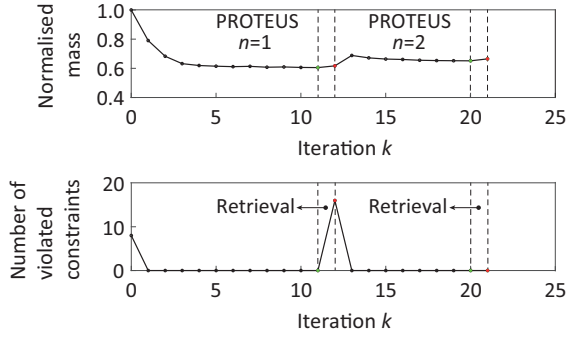 Normalised
mass
1.0
0.8
0.6
0.4
PROTEUS
n=1
PROTEUS
n=2
0 5 10 15 20 25
Iteration k
Number of
violated
constraints
20
10
0
Retrieval
Retrieval
0 5 10 15 20 25
Iteration k